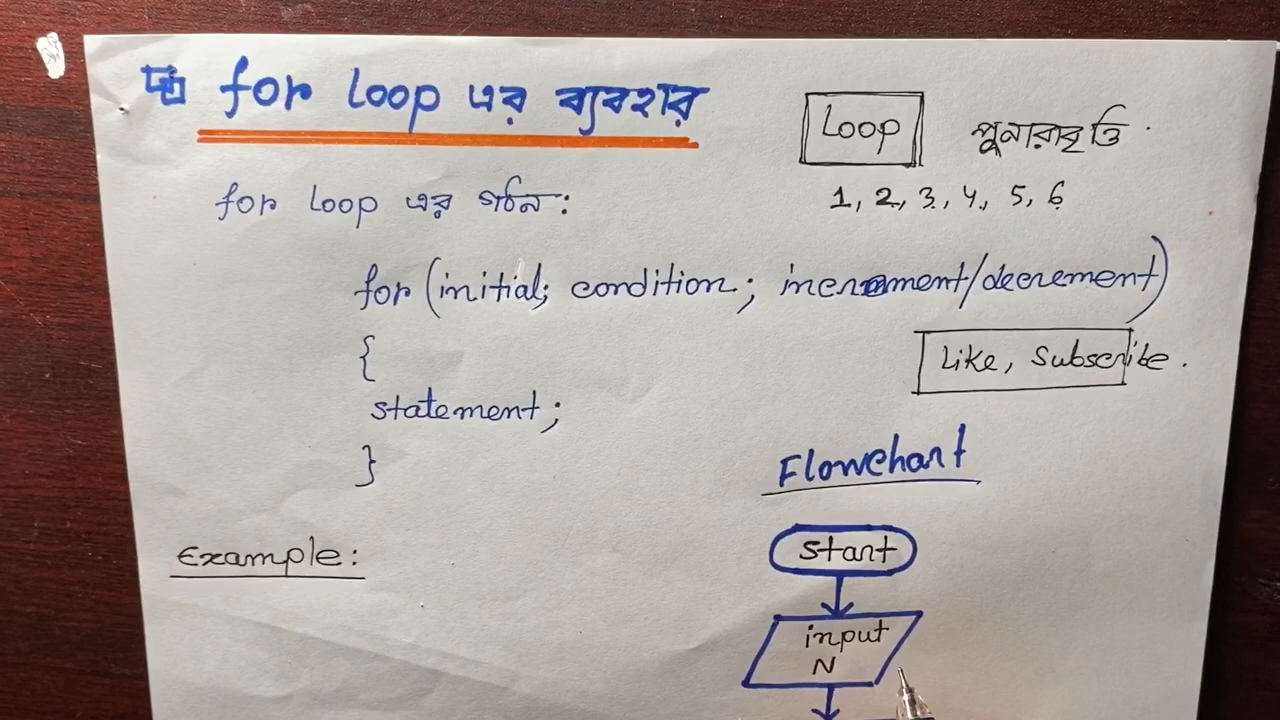 for loop এর ব্যবহার
Loop পুনারাবৃত্তি
1, 2, 3, 4, 5, 6
for loop এর গঠন:
for (initial; condition; increment/decrement)
{
statement;
}
Like, Subscribe.
Flowchart
start
input
N
Example: